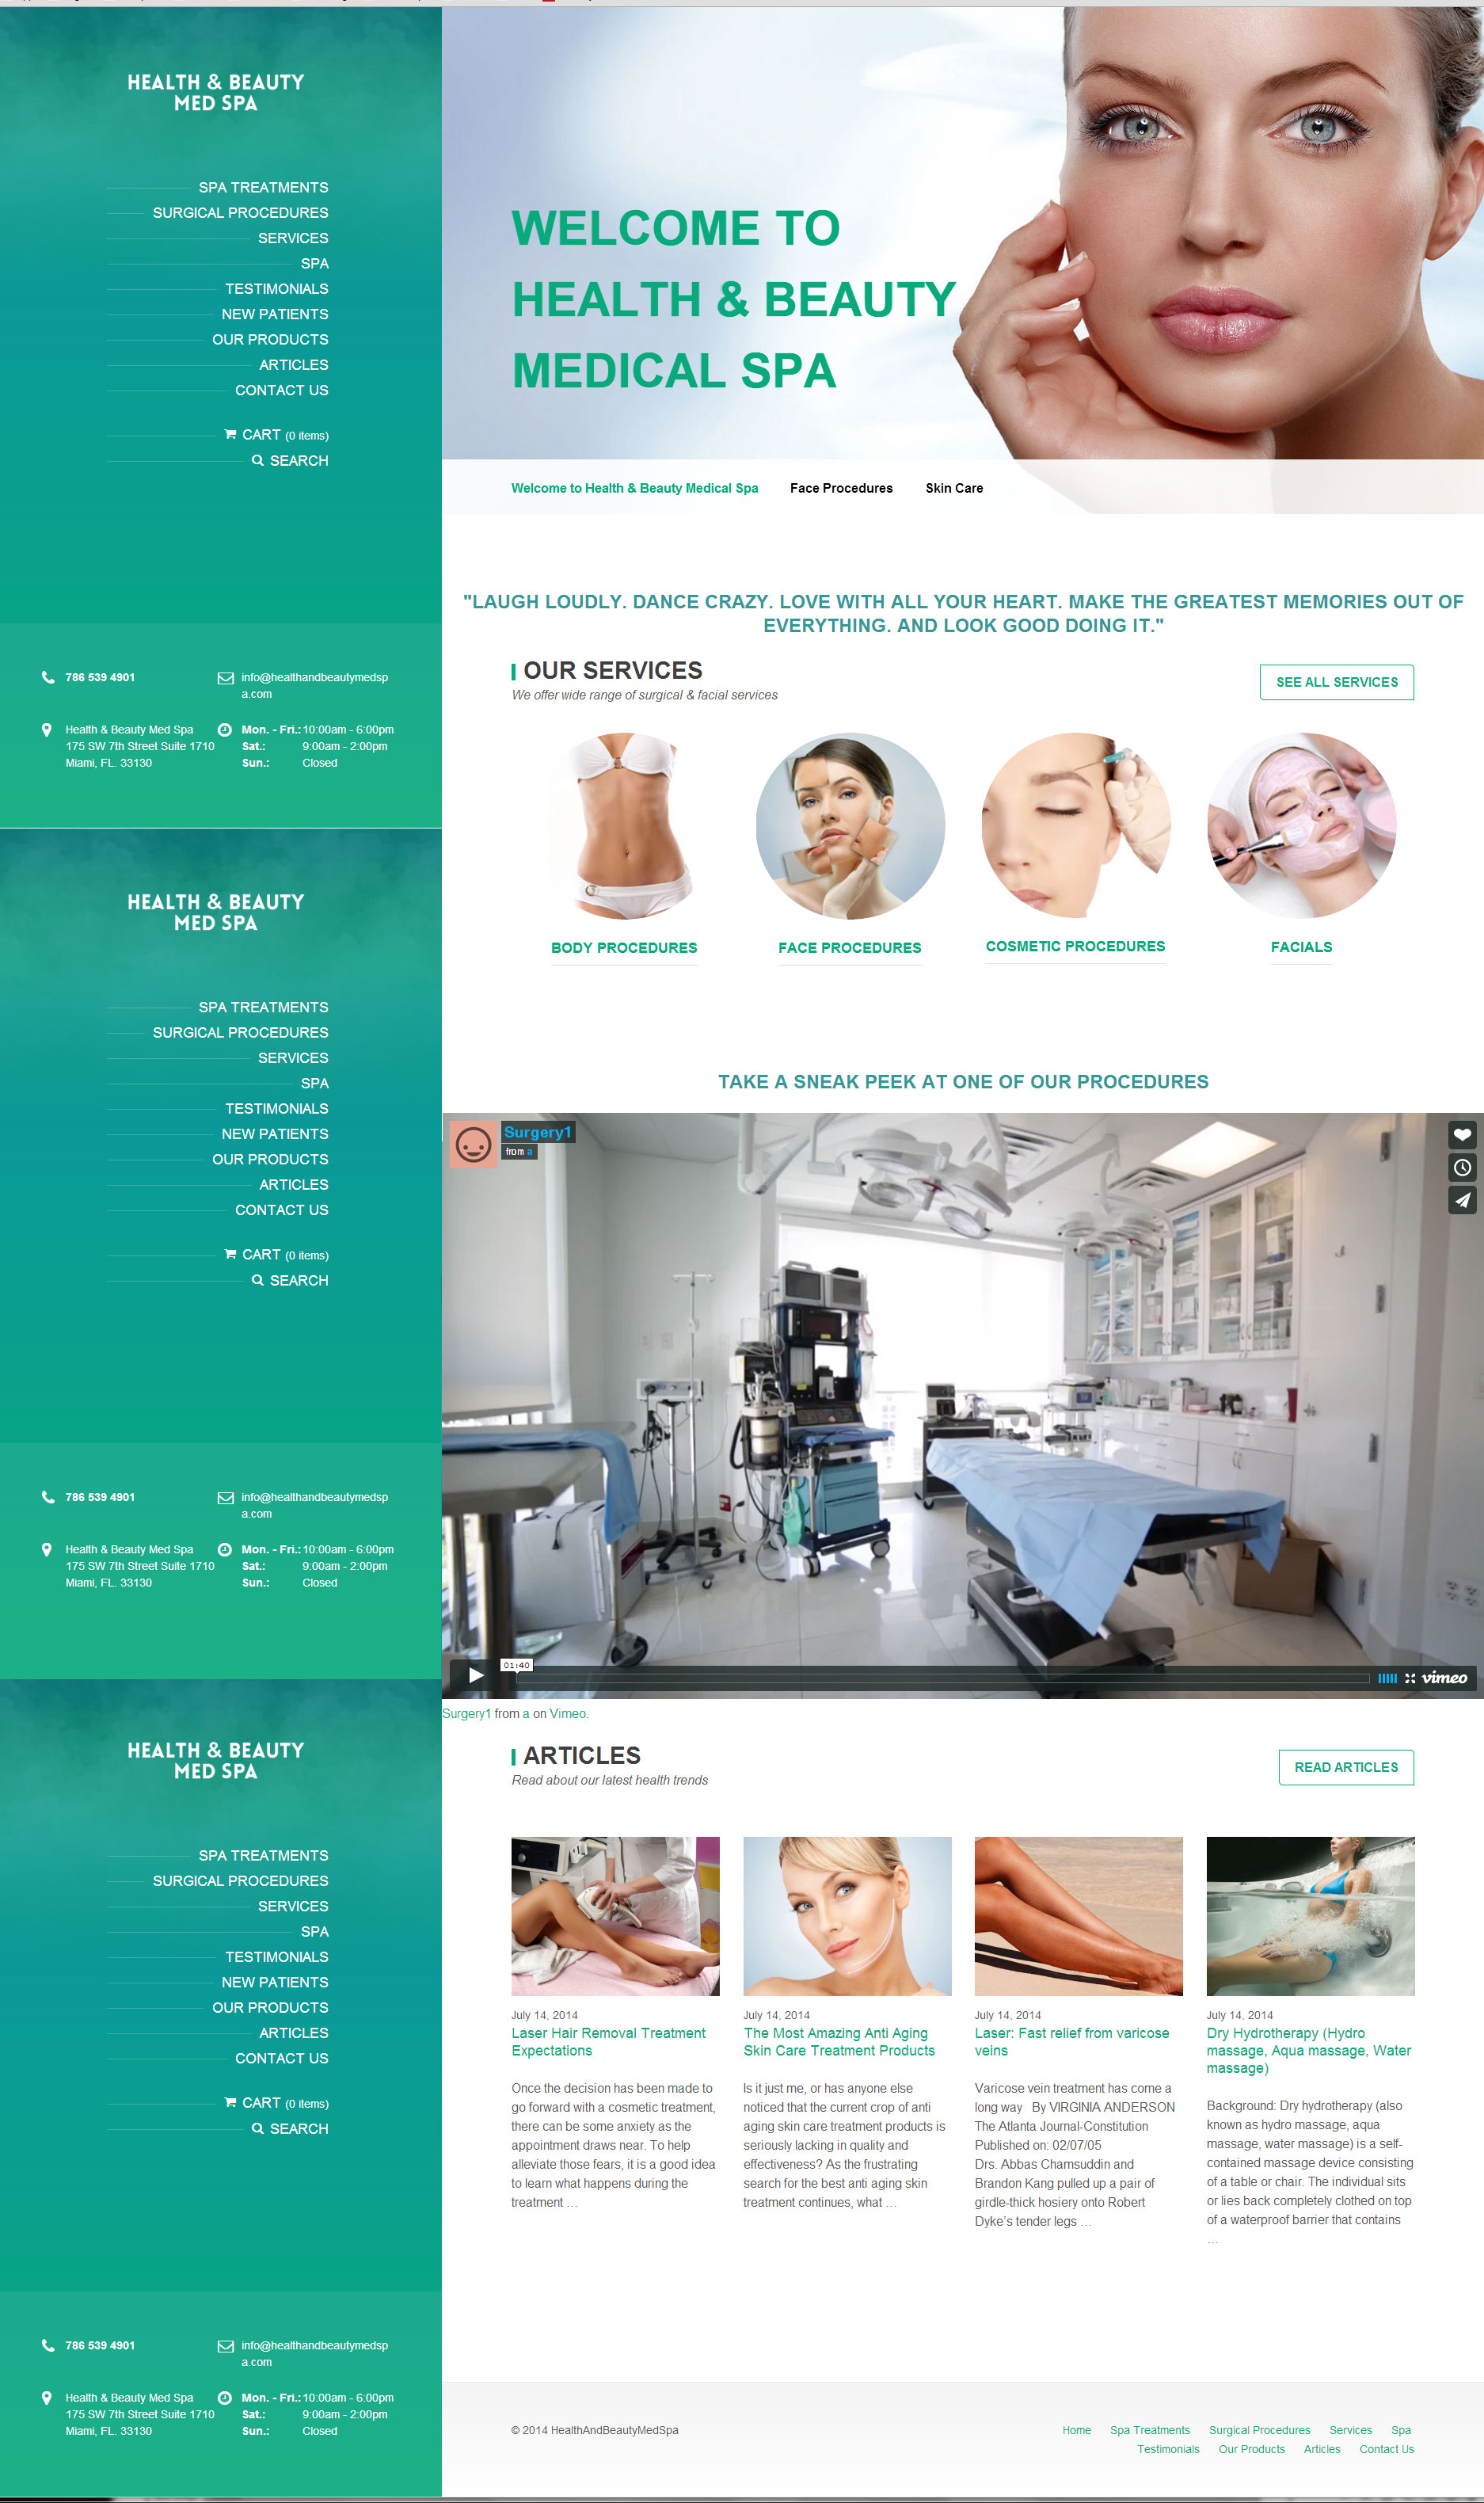 HEALTH & BEAUTY
MED SPA
SPA TREATMENTS
SURGICAL PROCEDURES
SERVICES
SPA
TESTIMONIALS
NEW PATIENTS
OUR PRODUCTS
ARTICLES
CONTACT US
CART (0 items)
SEARCH
786 539 4901
info@healthandbeautymedsp
a.com
Health & Beauty Med Spa
175 SW 7th Street Suite 1710
Miami, FL. 33130
Mon. - Fri.: 10:00am - 6:00pm
Sat.: 9:00am - 2:00pm
Sun.: Closed
WELCOME TO
HEALTH & BEAUTY
MEDICAL SPA
Welcome to Health & Beauty Medical Spa Face Procedures Skin Care
"LAUGH LOUDLY. DANCE CRAZY. LOVE WITH ALL YOUR HEART. MAKE THE GREATEST MEMORIES OUT OF
EVERYTHING. AND LOOK GOOD DOING IT."
OUR SERVICES
We offer wide range of surgical & facial services
SEE ALL SERVICES
BODY PROCEDURES
FACE PROCEDURES
COSMETIC PROCEDURES
FACIALS
HEALTH & BEAUTY
MED SPA
SPA TREATMENTS
SURGICAL PROCEDURES
SERVICES
SPA
TESTIMONIALS
NEW PATIENTS
OUR PRODUCTS
ARTICLES
CONTACT US
CART (0 items)
SEARCH
786 539 4901
info@healthandbeautymedsp
a.com
Health & Beauty Med Spa
175 SW 7th Street Suite 1710
Miami, FL. 33130
Mon. - Fri.: 10:00am - 6:00pm
Sat.: 9:00am - 2:00pm
Sun.: Closed
TAKE A SNEAK PEEK AT ONE OF OUR PROCEDURES
Surgery1
from a
01:40
vimeo
Surgery1 from a on Vimeo.
HEALTH & BEAUTY
MED SPA
SPA TREATMENTS
SURGICAL PROCEDURES
SERVICES
SPA
TESTIMONIALS
NEW PATIENTS
OUR PRODUCTS
ARTICLES
CONTACT US
CART (0 items)
SEARCH
786 539 4901
info@healthandbeautymedsp
a.com
Health & Beauty Med Spa
175 SW 7th Street Suite 1710
Miami, FL. 33130
Mon. - Fri.: 10:00am - 6:00pm
Sat.: 9:00am - 2:00pm
Sun.: Closed
ARTICLES
Read about our latest health trends
READ ARTICLES
July 14, 2014
Laser Hair Removal Treatment
Expectations
Once the decision has been made to
go forward with a cosmetic treatment,
there can be some anxiety as the
appointment draws near. To help
alleviate those fears, it is a good idea
to learn what happens during the
treatment …
July 14, 2014
The Most Amazing Anti Aging
Skin Care Treatment Products
Is it just me, or has anyone else
noticed that the current crop of anti
aging skin care treatment products is
seriously lacking in quality and
effectiveness? As the frustrating
search for the best anti aging skin
treatment continues, what …
July 14, 2014
Laser: Fast relief from varicose
veins
Varicose vein treatment has come a
long way By VIRGINIA ANDERSON
The Atlanta Journal-Constitution
Published on: 02/07/05
Drs. Abbas Chamsuddin and
Brandon Kang pulled up a pair of
girdle-thick hosiery onto Robert
Dyke's tender legs …
July 14, 2014
Dry Hydrotherapy (Hydro
massage, Aqua massage, Water
massage)
Background: Dry hydrotherapy (also
known as hydro massage, aqua
massage, water massage) is a self-
contained massage device consisting
of a table or chair. The individual sits
or lies back completely clothed on top
of a waterproof barrier that contains
…
© 2014 HealthAndBeautyMedSpa
Home Spa Treatments Surgical Procedures Services Spa
Testimonials Our Products Articles Contact Us